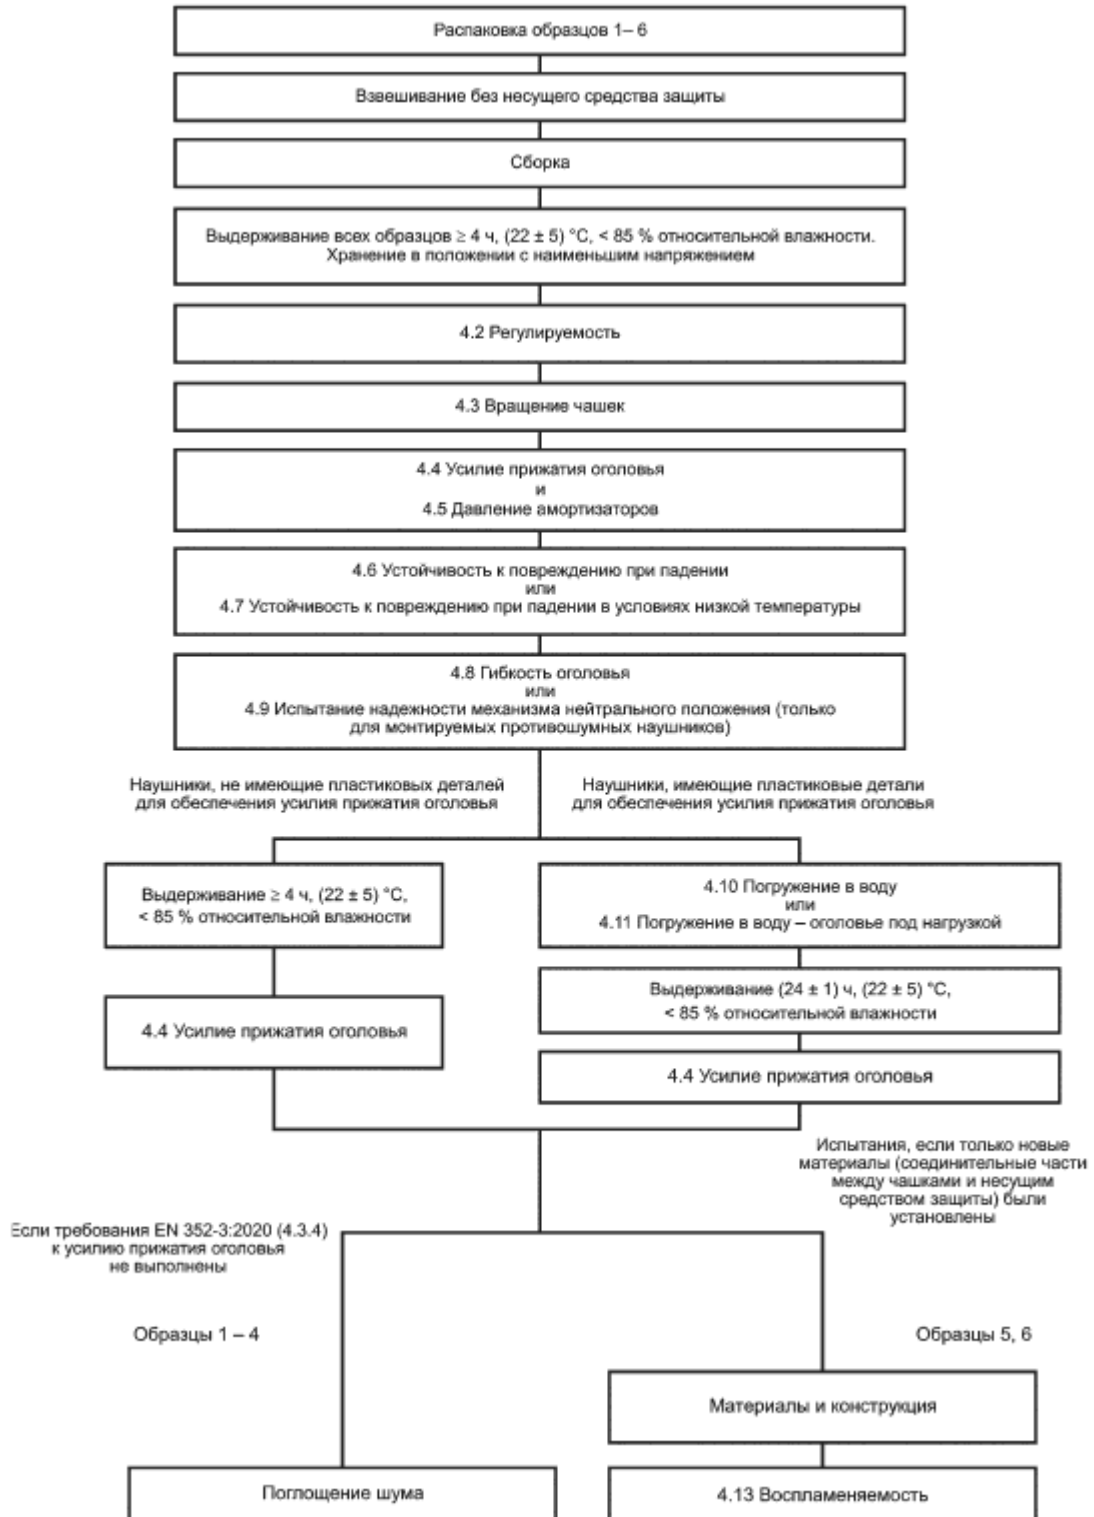 Распаковка образцов 1– 6
Взвешивание без несущего средства защиты
Сборка
Выдерживание всех образцов ≥ 4 ч, (22 ± 5) °C, < 85 % относительной влажности.
Хранение в положении с наименьшим напряжением
4.2 Регулируемость
4.3 Вращение чашек
4.4 Усилие прижатия оголовья
и
4.5 Давление амортизаторов
4.6 Устойчивость к повреждению при падении
или
4.7 Устойчивость к повреждению при падении в условиях низкой температуры
4.8 Гибкость оголовья
или
4.9 Испытание надежности механизма нейтрального положения (только
для монтируемых противошумных наушников)
Наушники, не имеющие пластиковых деталей
для обеспечения усилия прижатия оголовья
Наушники, имеющие пластиковые детали
для обеспечения усилия прижатия оголовья
Выдерживание ≥ 4 ч, (22 ± 5) °C,
< 85 % относительной влажности
4.4 Усилие прижатия оголовья
4.10 Погружение в воду
или
4.11 Погружение в воду – оголовье под нагрузкой
Выдерживание (24 ± 1) ч, (22 ± 5) °C,
< 85 % относительной влажности
4.4 Усилие прижатия оголовья
Испытания, если только новые
материалы (соединительные части
между чашками и несущим
средством защиты) были
установлены
Если требования EN 352-3:2020 (4.3.4)
к усилию прижатия оголовья
не выполнены
Образцы 1 – 4
Образцы 5, 6
Материалы и конструкция
Поглощение шума
4.13 Воспламеняемость